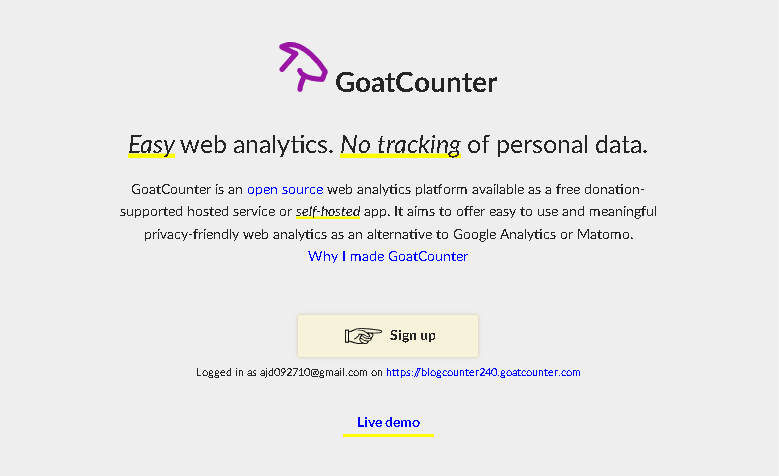 GoatCounter
Easy web analytics. No tracking of personal data.
GoatCounter is an open source web analytics platform available as a free donation-
supported hosted service or self-hosted app. It aims to offer easy to use and meaningful
privacy-friendly web analytics as an alternative to Google Analytics or Matomo.
Why I made GoatCounter
Sign up
Logged in as ajd092710@gmail.com on https://blogcounter240.goatcounter.com
Live demo